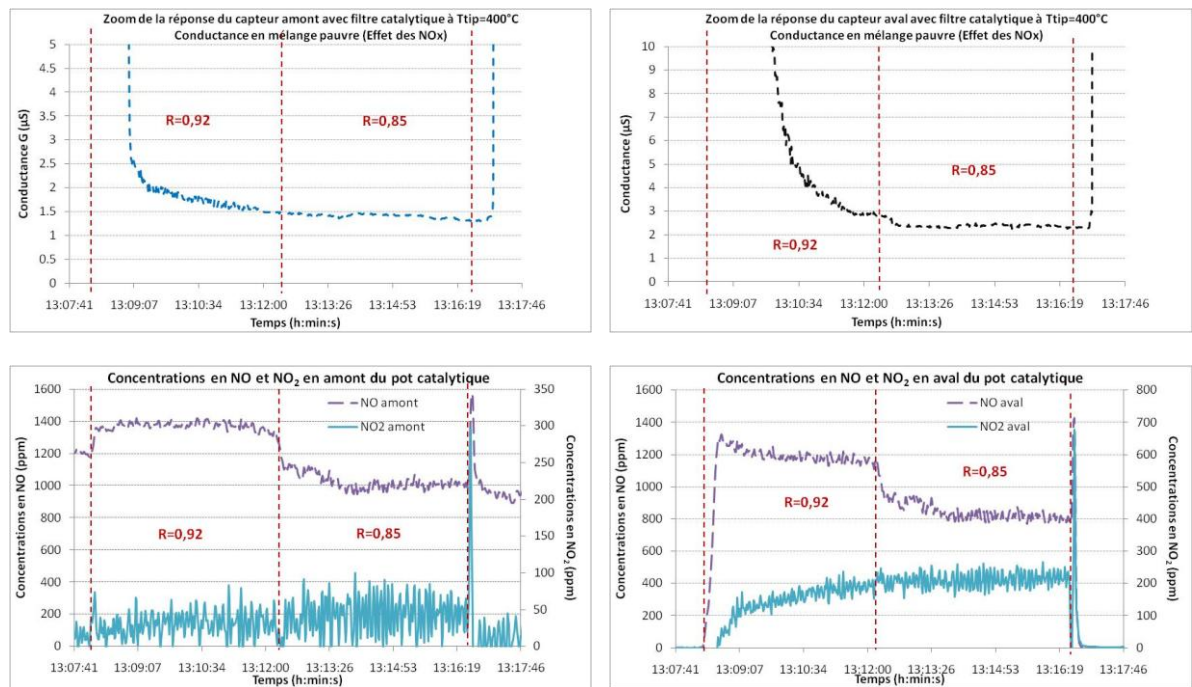 Zoom de la réponse du capteur amont avec filtre catalytique à Ttip=400°C
Conductance en mélange pauvre (Effet des NOx)
Conductance G (µS)
5
4.5
4
3.5
3
2.5
2
1.5
1
0.5
0
R=0,92
R=0,85
13:07:41 13:09:07 13:10:34 13:12:00 13:13:26 13:14:53 13:16:19 13:17:46
Temps (h:min:s)
Zoom de la réponse du capteur aval avec filtre catalytique à Ttip=400°C
Conductance en mélange pauvre (Effet des NOx)
Conductance (µS)
10
9
8
7
6
5
4
3
2
1
0
R=0,85
R=0,92
13:07:41 13:09:07 13:10:34 13:12:00 13:13:26 13:14:53 13:16:19 13:17:46
Temps (h:min:s)
Concentrations en NO et NO₂ en amont du pot catalytique
Concentrations en NO (ppm)
1600
1400
1200
1000
800
600
400
200
0
NO amont
NO2 amont
R=0,92
R=0,85
350
300
250
200
150
100
50
0
Concentrations en NO₂ (ppm)
13:07:41 13:09:07 13:10:34 13:12:00 13:13:26 13:14:53 13:16:19 13:17:46
Temps (h:min:s)
Concentrations en NO et NO₂ en aval du pot catalytique
Concentrations en NO (ppm)
1600
1400
1200
1000
800
600
400
200
0
NO aval
NO2 aval
R=0,85
R=0,92
800
700
600
500
400
300
200
100
0
Concentrations en NO₂ (ppm)
13:07:41 13:09:07 13:10:34 13:12:00 13:13:26 13:14:53 13:16:19 13:17:46
Temps (h:min:s)